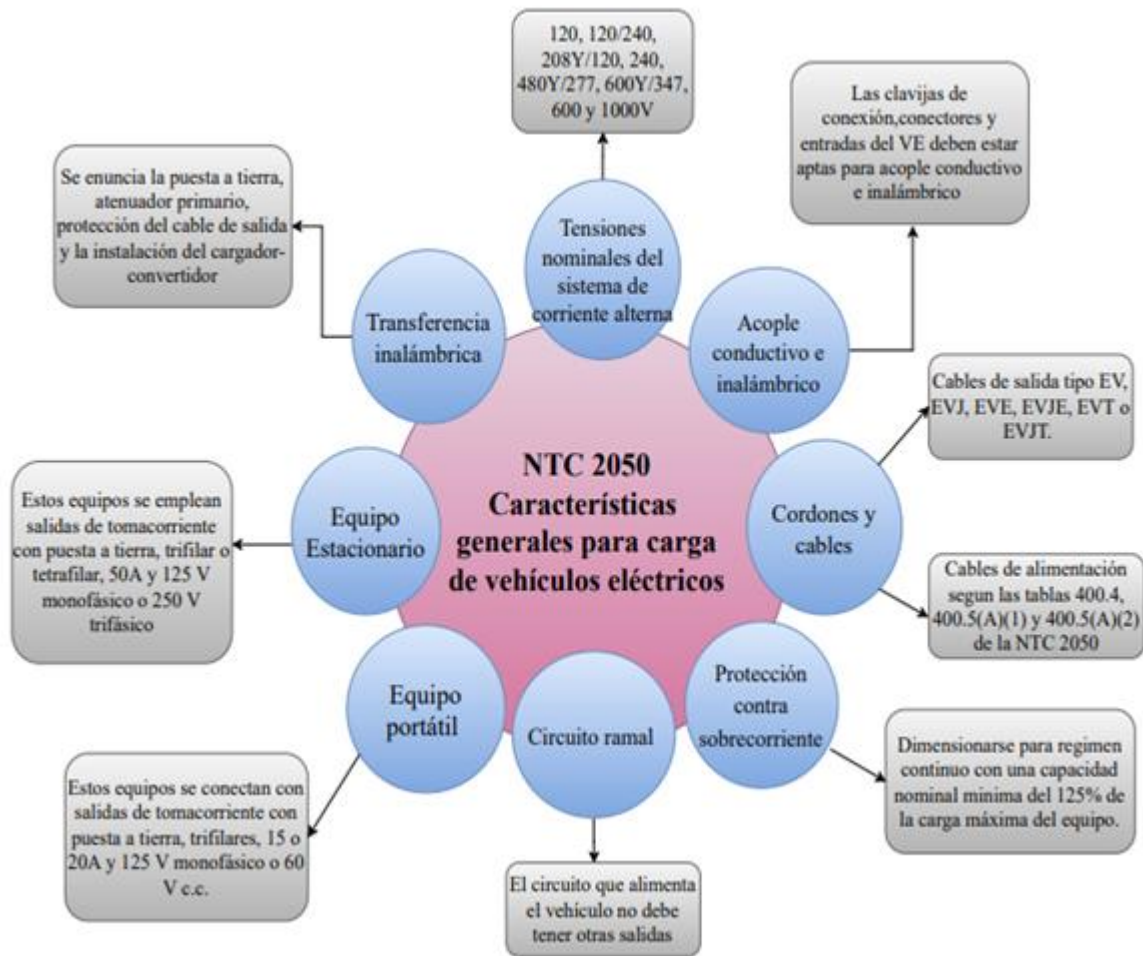 120, 120/240,
208Y/120, 240,
480Y/277, 600Y/347,
600 y 1000V
Las clavijas de
conexión,conectores y
entradas del VE deben estar
aptas para acople conductivo
e inalámbrico
Se enuncia la puesta a tierra,
atenuador primario,
protección del cable de salida
y la instalación del cargador-
convertidor
Tensiones
nominales del
sistema de
corriente alterna
Transferencia
inalámbrica
Acople
conductivo e
inalámbrico
Cables de salida tipo EV,
EVJ, EVE, EVJE, EVT o
EVJT.
NTC 2050
Características
generales para carga
de vehículos eléctricos
Estos equipos se emplean
salidas de tomacorriente
con puesta a tierra, trifilar o
tetrafilar, 50A y 125 V
monofásico o 250 V
trifásico
Equipo
Estacionario
Cordones y
cables
Cables de alimentación
segun las tablas 400.4,
400.5(A)(1) y 400.5(A)(2)
de la NTC 2050
Equipo
portátil
Circuito ramal
Protección
contra
sobrecorriente
Dimensionarse para regimen
continuo con una capacidad
nominal minima del 125% de
la carga máxima del equipo.
Estos equipos se conectan con
salidas de tomacorriente con
puesta a tierra, trifilares, 15 o
20A y 125 V monofásico o 60
V c.c.
El circuito que alimenta
el vehículo no debe
tener otras salidas